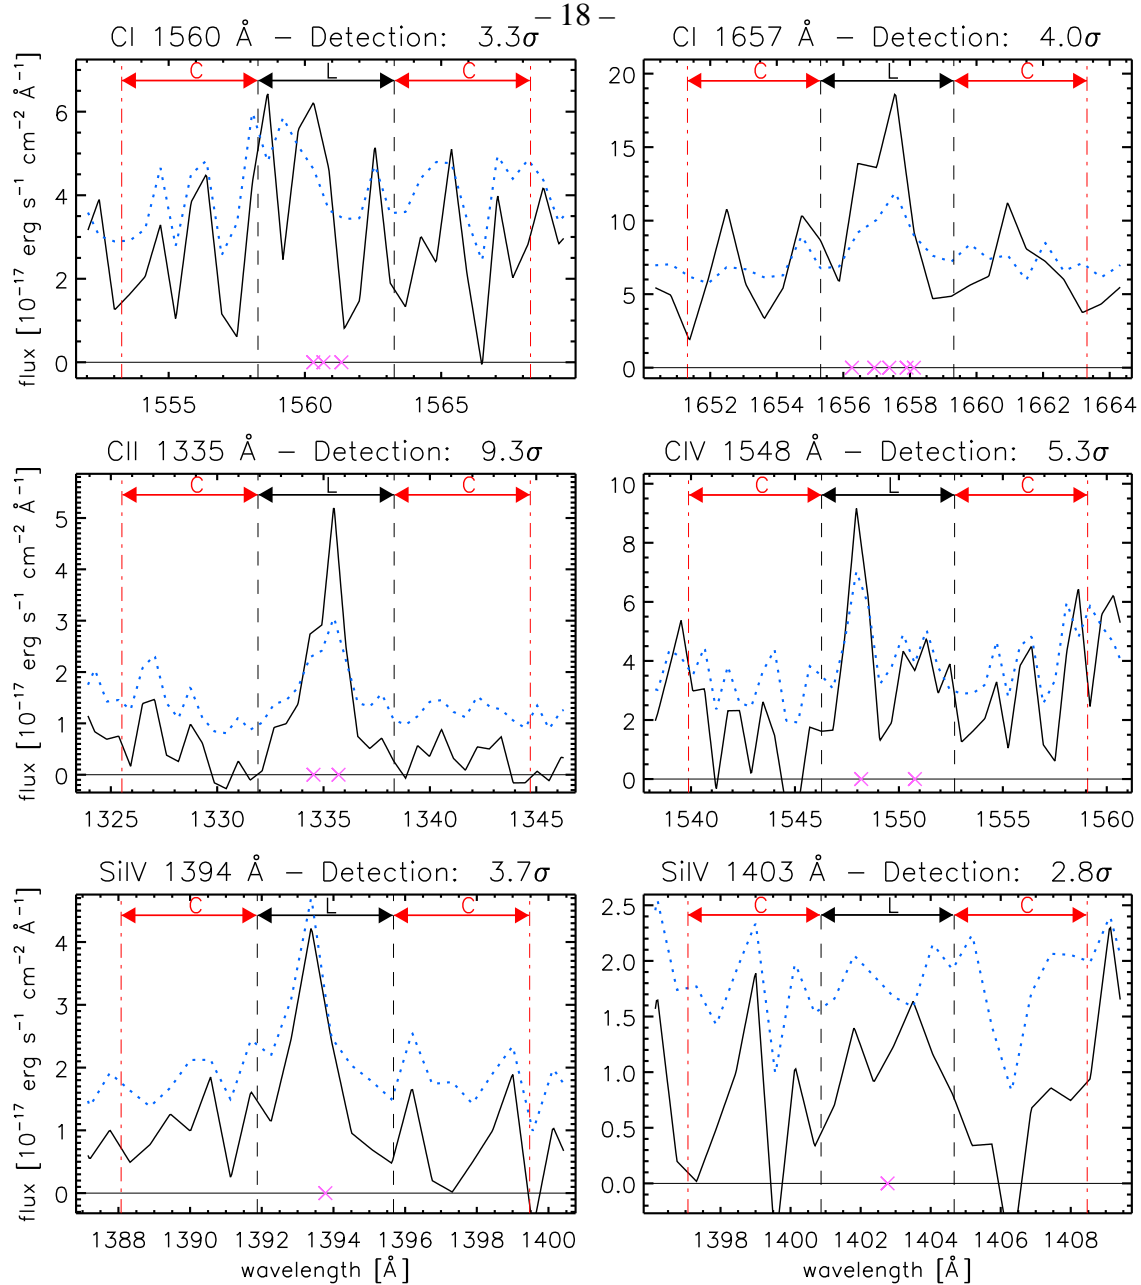 – 18 –
CI 1560 Å – Detection: 3.3σ
CI 1657 Å – Detection: 4.0σ
C L C
C L C
flux [10⁻¹⁷ erg s⁻¹ cm⁻² Å⁻¹]
6
4
2
0
20
15
10
5
0
1555 1560 1565
1652 1654 1656 1658 1660 1662 1664
CII 1335 Å – Detection: 9.3σ
CIV 1548 Å – Detection: 5.3σ
C L C
C L C
flux [10⁻¹⁷ erg s⁻¹ cm⁻² Å⁻¹]
5
4
3
2
1
0
10
8
6
4
2
0
1325 1330 1335 1340 1345
1540 1545 1550 1555 1560
SiIV 1394 Å – Detection: 3.7σ
SiIV 1403 Å – Detection: 2.8σ
C L C
C L C
flux [10⁻¹⁷ erg s⁻¹ cm⁻² Å⁻¹]
4
3
2
1
0
2.5
2.0
1.5
1.0
0.5
0.0
1388 1390 1392 1394 1396 1398 1400
1398 1400 1402 1404 1406 1408
wavelength [Å]
wavelength [Å]